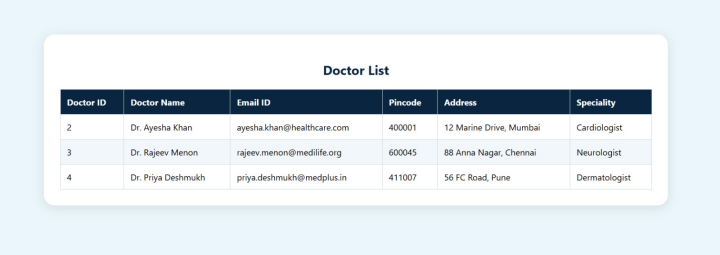 Doctor List
Doctor ID Doctor Name Email ID Pincode Address Speciality
2 Dr. Ayesha Khan ayesha.khan@healthcare.com 400001 12 Marine Drive, Mumbai Cardiologist
3 Dr. Rajeev Menon rajeev.menon@medilife.org 600045 88 Anna Nagar, Chennai Neurologist
4 Dr. Priya Deshmukh priya.deshmukh@medplus.in 411007 56 FC Road, Pune Dermatologist